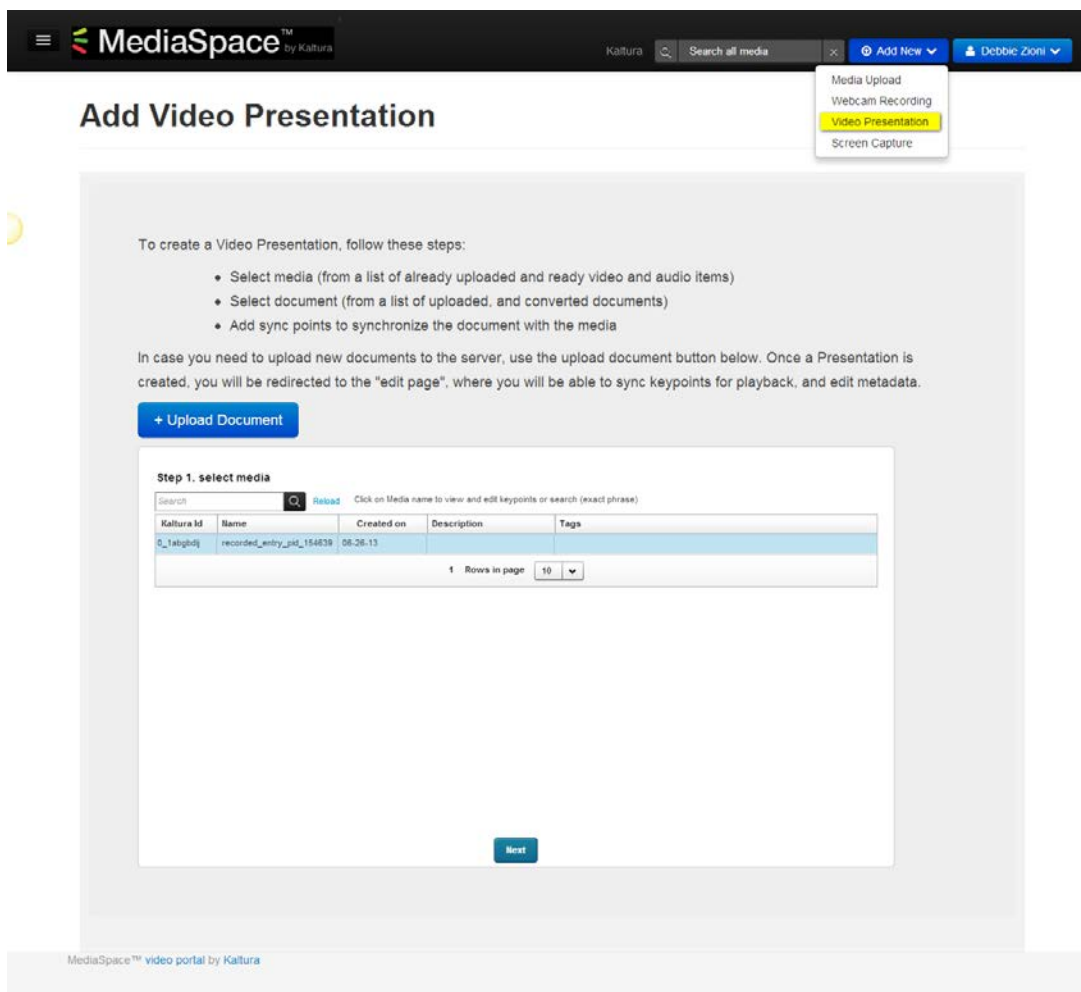 MediaSpace™ by Kaltura
Kaltura Search all media × Add New Debbie Zioni
Media Upload
Webcam Recording
Video Presentation
Screen Capture
Add Video Presentation
To create a Video Presentation, follow these steps:
• Select media (from a list of already uploaded and ready video and audio items)
• Select document (from a list of uploaded, and converted documents)
• Add sync points to synchronize the document with the media
In case you need to upload new documents to the server, use the upload document button below. Once a Presentation is
created, you will be redirected to the "edit page", where you will be able to sync keypoints for playback, and edit metadata.
+ Upload Document
Step 1. select media
Search Reload Click on Media name to view and edit keypoints or search (exact phrase)
Kaltura Id Name Created on Description Tags
recorded_entry_pid_154639 06-26-13
1 Rows in page 10
Next
MediaSpace™ video portal by Kaltura